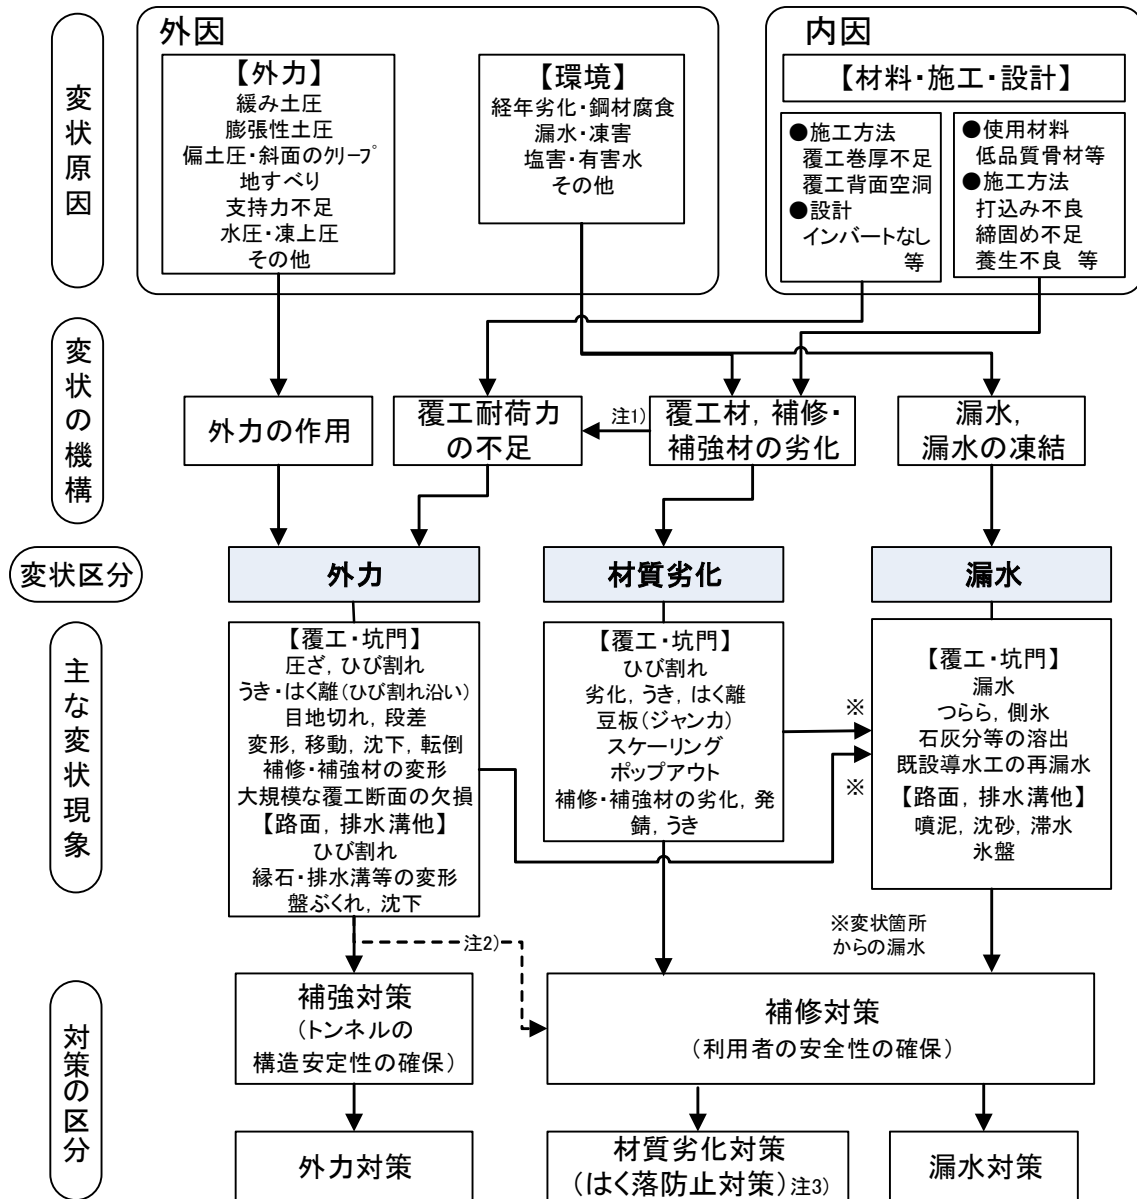 変状原因
外因
【外力】
緩み土圧
膨張性土圧
偏土圧・斜面のクリープ
地すべり
支持力不足
水圧・凍上圧
その他
【環境】
経年劣化・鋼材腐食
漏水・凍害
塩害・有害水
その他
内因
【材料・施工・設計】
●施工方法
覆工巻厚不足
覆工背面空洞
●設計
インバートなし
等
●使用材料
低品質骨材等
●施工方法
打込み不良
締固め不足
養生不良 等
変状の機構
外力の作用
覆工耐荷力
の不足
注1)
覆工材，補修・
補強材の劣化
漏水，
漏水の凍結
変状区分
外力
材質劣化
漏水
主な変状現象
【覆工・坑門】
圧ざ，ひび割れ
うき・はく離（ひび割れ沿い）
目地切れ，段差
変形，移動，沈下，転倒
補修・補強材の変形
大規模な覆工断面の欠損
【路面，排水溝他】
ひび割れ
縁石・排水溝等の変形
盤ぶくれ，沈下
【覆工・坑門】
ひび割れ
劣化，うき，はく離
豆板（ジャンカ）
スケーリング
ポップアウト
補修・補強材の劣化，発
錆，うき
※
※
【覆工・坑門】
漏水
つらら，側氷
石灰分等の溶出
既設導水工の再漏水
【路面，排水溝他】
噴泥，沈砂，滞水
氷盤
※変状箇所
からの漏水
注2)
対策の区分
補強対策
（トンネルの
構造安定性の確保）
補修対策
（利用者の安全性の確保）
外力対策
材質劣化対策
（はく落防止対策）注3)
漏水対策